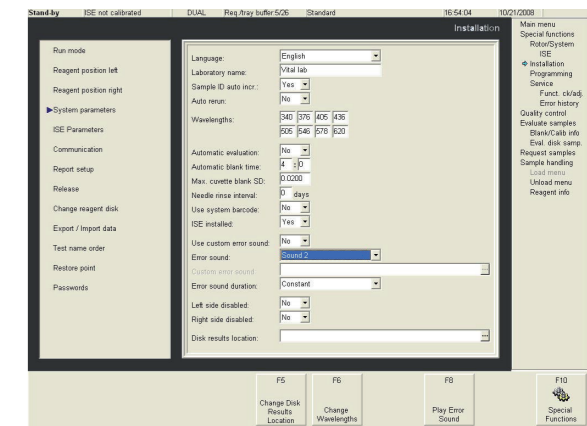 Stand-by ISE not calibrated DUAL Req./tray buffer:5/26 Standard 16:54:04 10/21/2008
Installation
Run mode
Reagent position left
Reagent position right
System parameters
ISE Parameters
Communication
Report setup
Release
Change reagent disk
Export / Import data
Test name order
Restore point
Passwords
Language: English
Laboratory name: Vital lab
Sample ID auto incr.: Yes
Auto rerun: No
Wavelengths: 340 376 405 436
505 546 578 620
Automatic evaluation: No
Automatic blank time: 4 : 0
Max. cuvette blank SD: 0.0200
Needle rinse interval: 0 days
Use system barcode: No
ISE installed: Yes
Use custom error sound: No
Error sound: Sound 2
Custom error sound:
Error sound duration: Constant
Left side disabled: No
Right side disabled: No
Disk results location:
Main menu
Special functions
Rotor/System
ISE
Installation
Programming
Service
Funct. ck/adj.
Error history
Quality control
Evaluate samples
Blank/Calib info
Eval. disk samp.
Request samples
Sample handling
Load menu
Unload menu
Reagent info
F5 F6 F8 F10
Change Disk
Results
Location
Change
Wavelengths
Play Error
Sound
Special
Functions